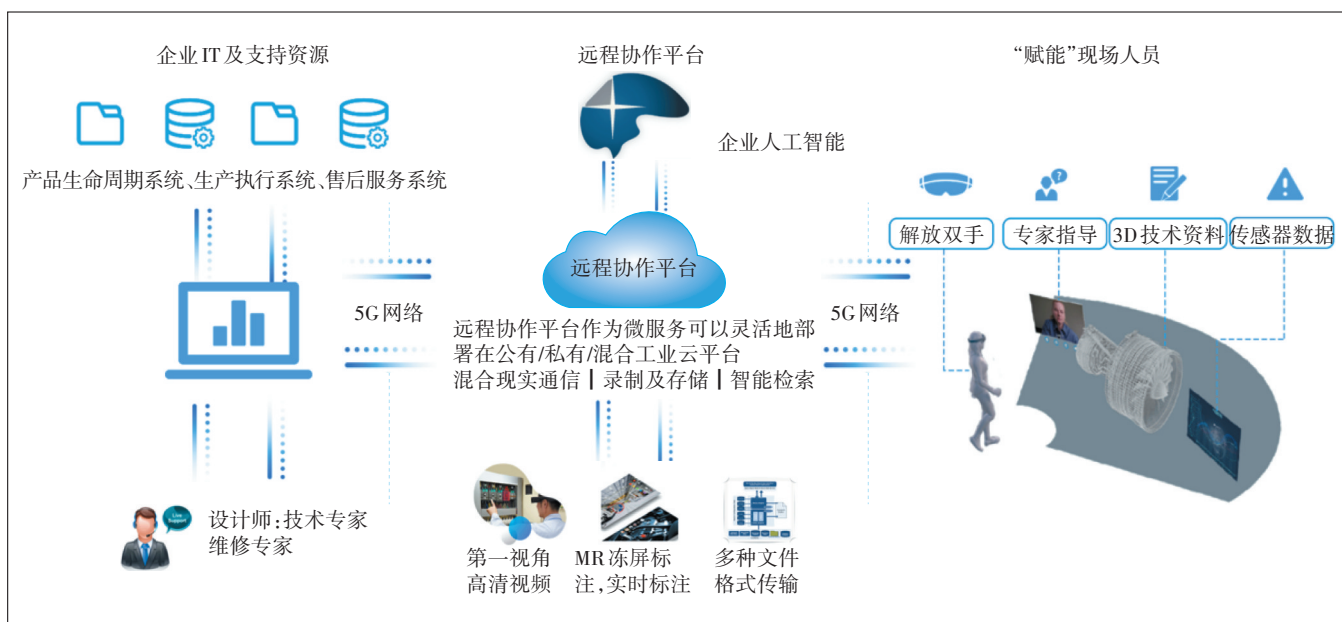 企业IT及支持资源
产品生命周期系统、生产执行系统、售后服务系统
5G网络
Live
Support
设计师:技术专家
维修专家
远程协作平台
企业人工智能
远程协作平台
远程协作平台作为微服务可以灵活地部
署在公有/私有/混合工业云平台
混合现实通信┃录制及存储┃智能检索
第一视角
高清视频
MR冻屏标
注,实时标注
多种文件
格式传输
5G网络
“赋能”现场人员
解放双手
专家指导
3D技术资料
传感器数据